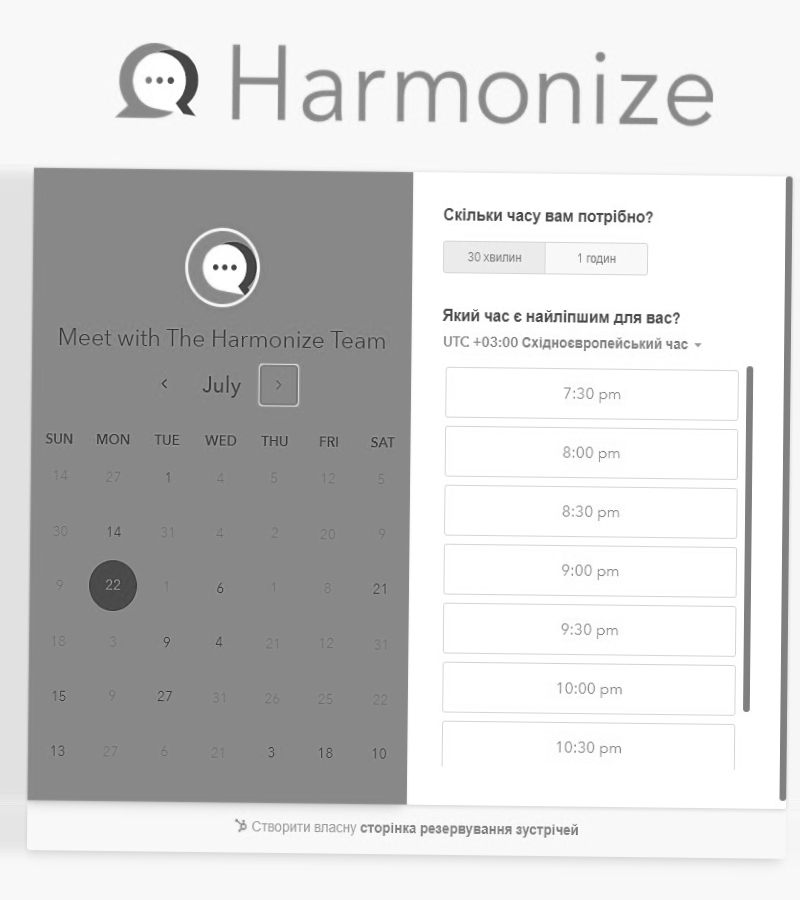 Harmonize
Meet with The Harmonize Team
July
SUN MON TUE WED THU FRI SAT
14 27 1 4 5 12 5
30 14 31 4 2 20 9
9 22 1 6 1 8 21
18 3 9 4 21 12 31
15 9 27 31 26 25 22
13 27 6 21 3 18 10
Скільки часу вам потрібно?
30 хвилин 1 годин
Який час є найліпшим для вас?
UTC +03:00 Східноєвропейський час
7:30 pm
8:00 pm
8:30 pm
9:00 pm
9:30 pm
10:00 pm
10:30 pm
Створити власну сторінка резервування зустрічей